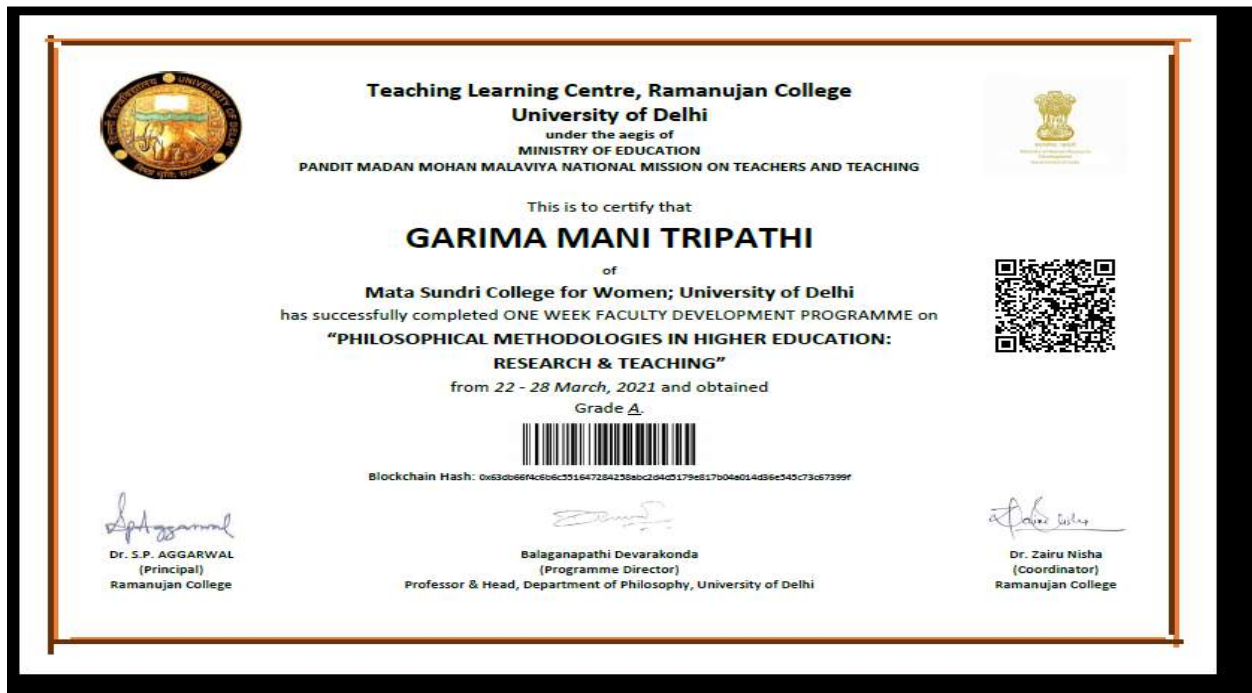 Teaching Learning Centre, Ramanujan College
University of Delhi
under the aegis of
MINISTRY OF EDUCATION
PANDIT MADAN MOHAN MALAVIYA NATIONAL MISSION ON TEACHERS AND TEACHING
This is to certify that
GARIMA MANI TRIPATHI
of
Mata Sundri College for Women; University of Delhi
has successfully completed ONE WEEK FACULTY DEVELOPMENT PROGRAMME on
“PHILOSOPHICAL METHODOLOGIES IN HIGHER EDUCATION:
RESEARCH & TEACHING”
from 22 - 28 March, 2021 and obtained
Grade A.
Blockchain Hash:
Dr. S.P. AGGARWAL
(Principal)
Ramanujan College
Balaganapathi Devarakonda
(Programme Director)
Professor & Head, Department of Philosophy, University of Delhi
Dr. Zairu Nisha
(Coordinator)
Ramanujan College